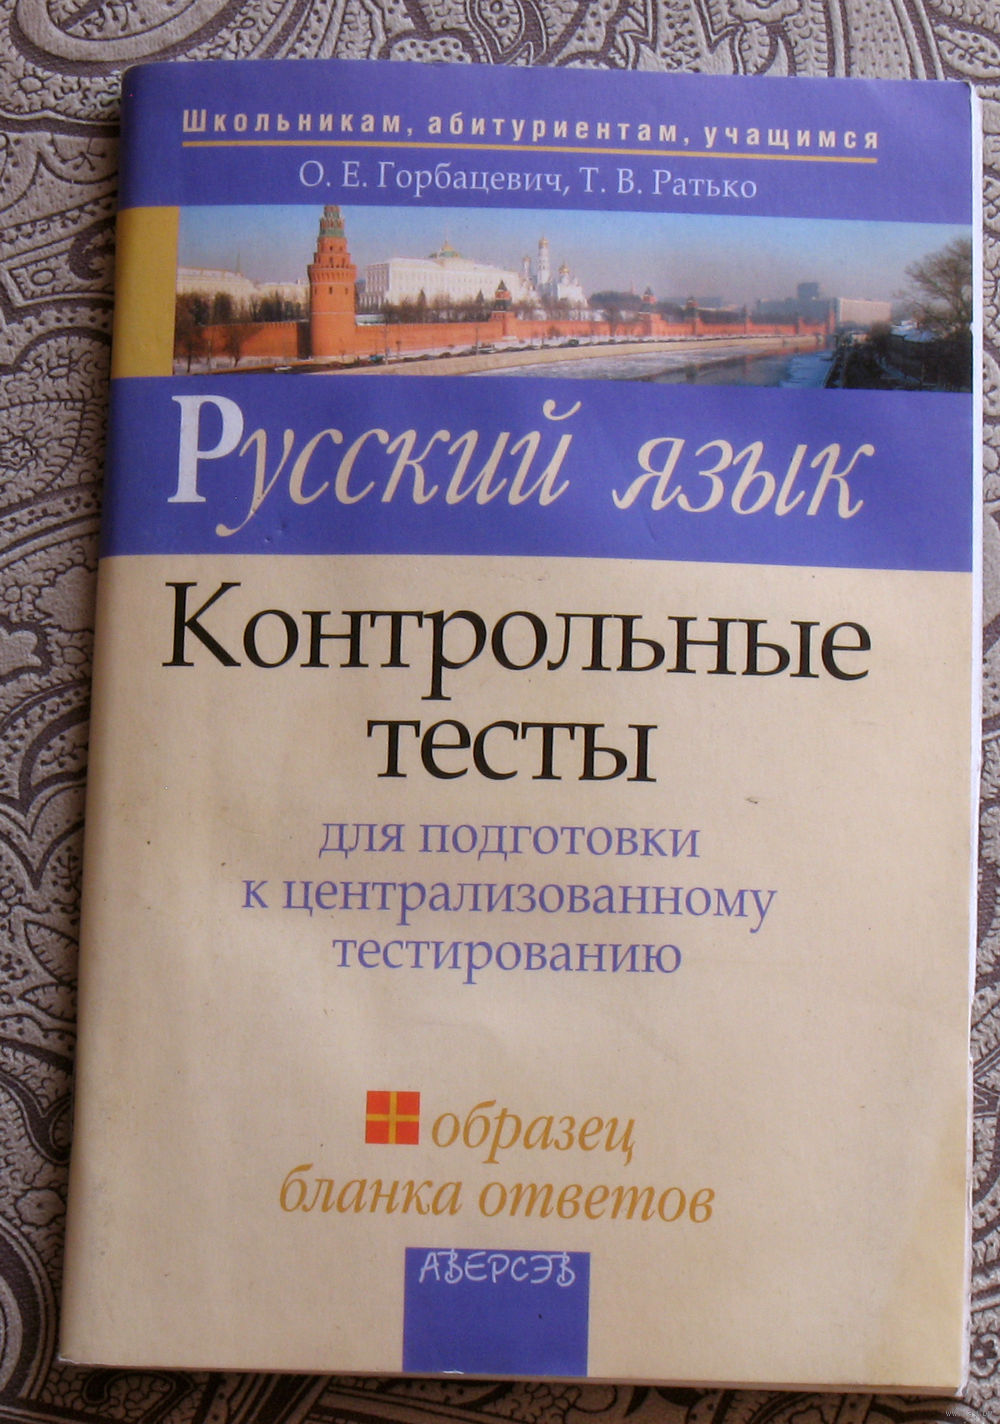 Школьникам, абитуриентам, учащимся
О. Е. Горбацевич, Т. В. Ратько
Русский язык
Контрольные
тесты
для подготовки
к централизованному
тестированию
образец
бланка ответов
АВЕРСЭВ